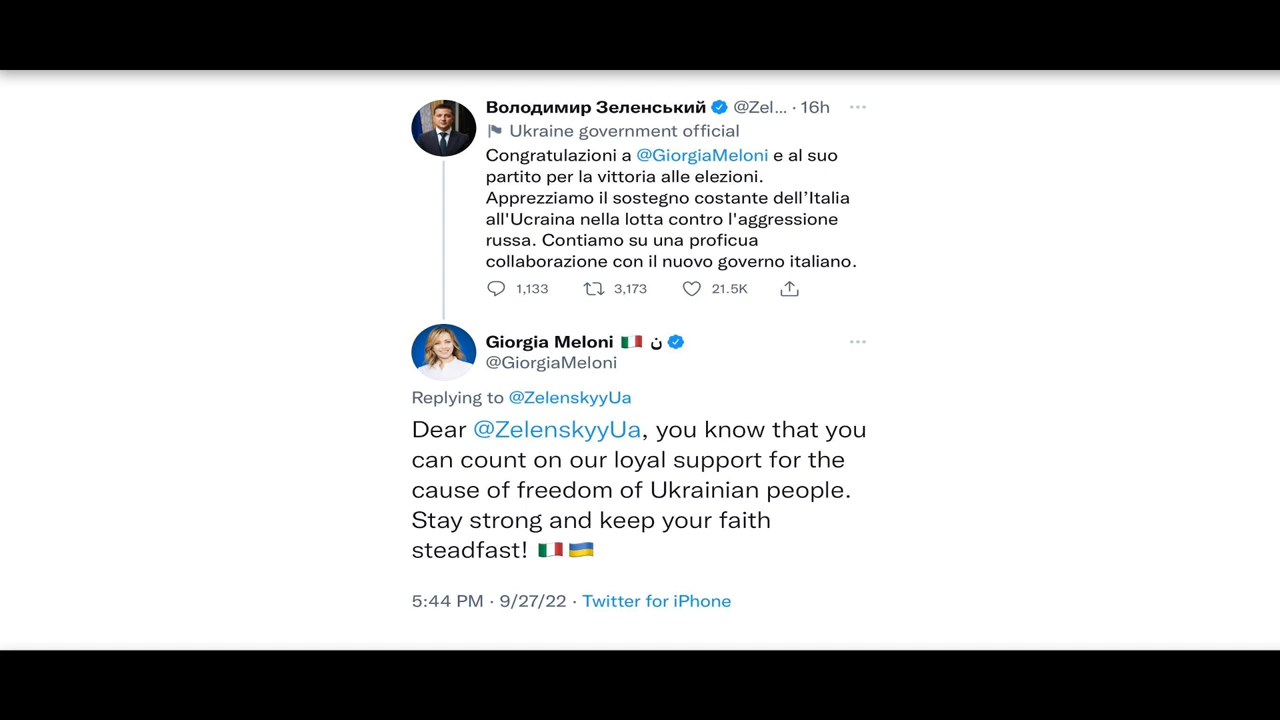 Володимир Зеленський @Zel... · 16h
Ukraine government official
Congratulazioni a @GiorgiaMeloni e al suo
partito per la vittoria alle elezioni.
Apprezziamo il sostegno costante dell’Italia
all'Ucraina nella lotta contro l'aggressione
russa. Contiamo su una proficua
collaborazione con il nuovo governo italiano.
1,133 3,173 21.5K
Giorgia Meloni 🇮🇹 ن
@GiorgiaMeloni
Replying to @ZelenskyyUa
Dear @ZelenskyyUa, you know that you
can count on our loyal support for the
cause of freedom of Ukrainian people.
Stay strong and keep your faith
steadfast! 🇮🇹🇺🇦
5:44 PM · 9/27/22 · Twitter for iPhone